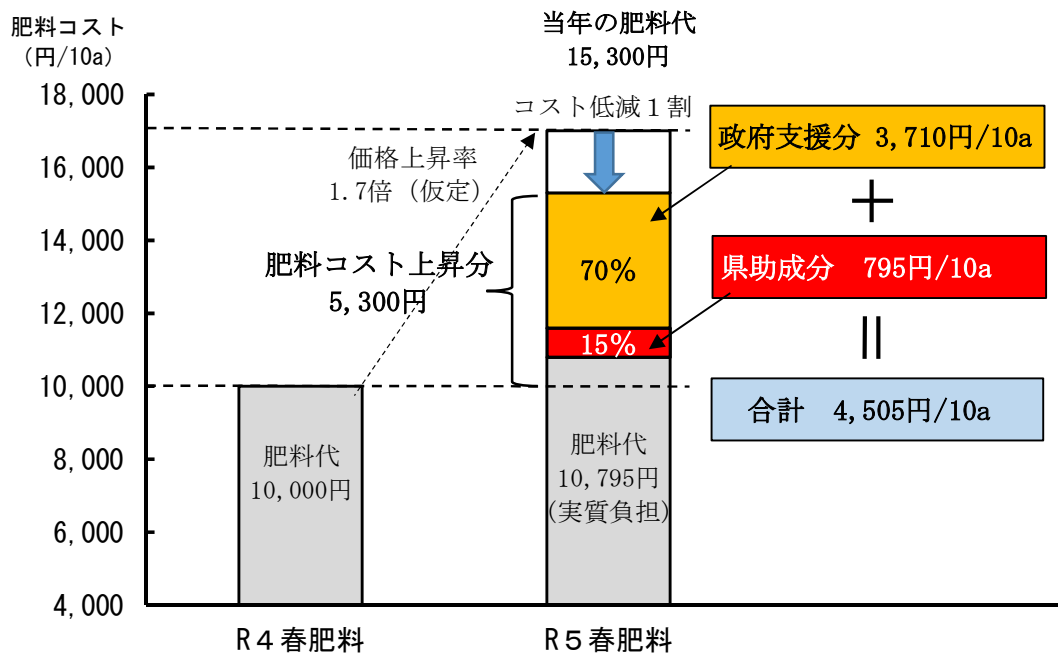 肥料コスト
(円/10a)
当年の肥料代
15,300円
18,000
16,000
14,000
12,000
10,000
8,000
6,000
4,000
コスト低減１割
価格上昇率
1.7倍（仮定）
肥料コスト上昇分
5,300円
70%
15%
政府支援分 3,710円/10a
＋
県助成分 795円/10a
＝
合計 4,505円/10a
肥料代
10,000円
肥料代
10,795円
(実質負担)
R４春肥料
R５春肥料